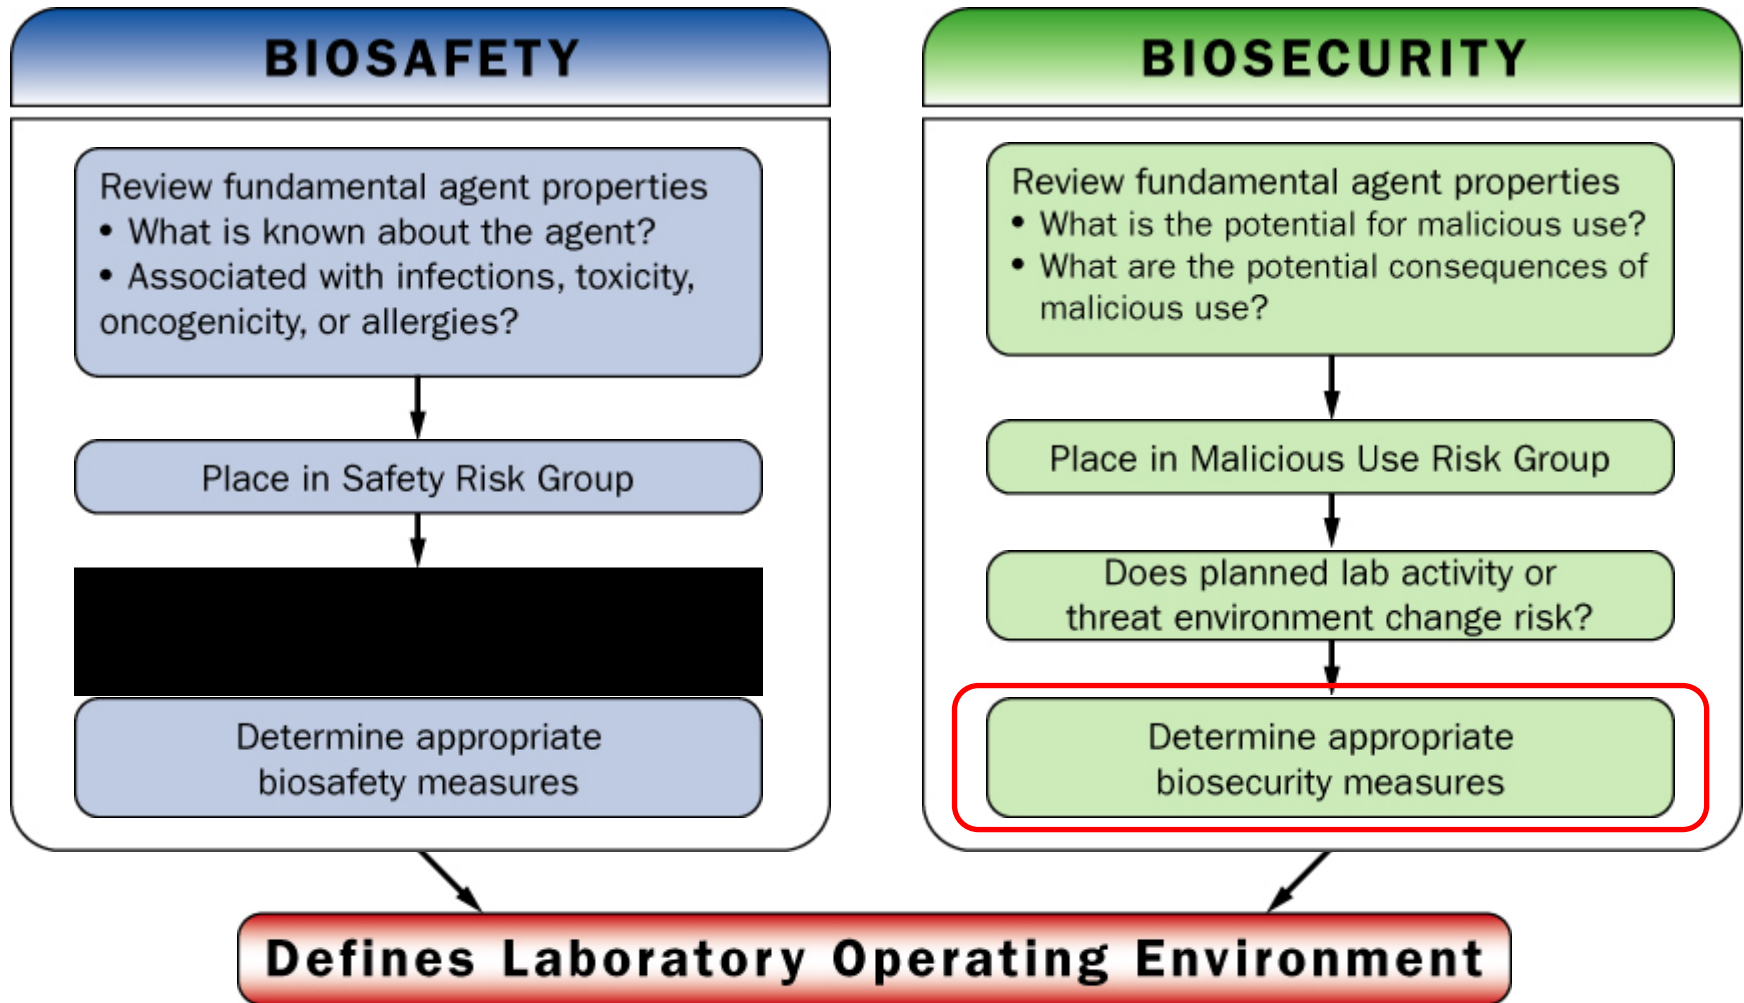 BIOSAFETY
Review fundamental agent properties
• What is known about the agent?
• Associated with infections, toxicity,
oncogenicity, or allergies?
Place in Safety Risk Group
Determine appropriate
biosafety measures
BIOSECURITY
Review fundamental agent properties
• What is the potential for malicious use?
• What are the potential consequences of
malicious use?
Place in Malicious Use Risk Group
Does planned lab activity or
threat environment change risk?
Determine appropriate
biosecurity measures
Defines Laboratory Operating Environment